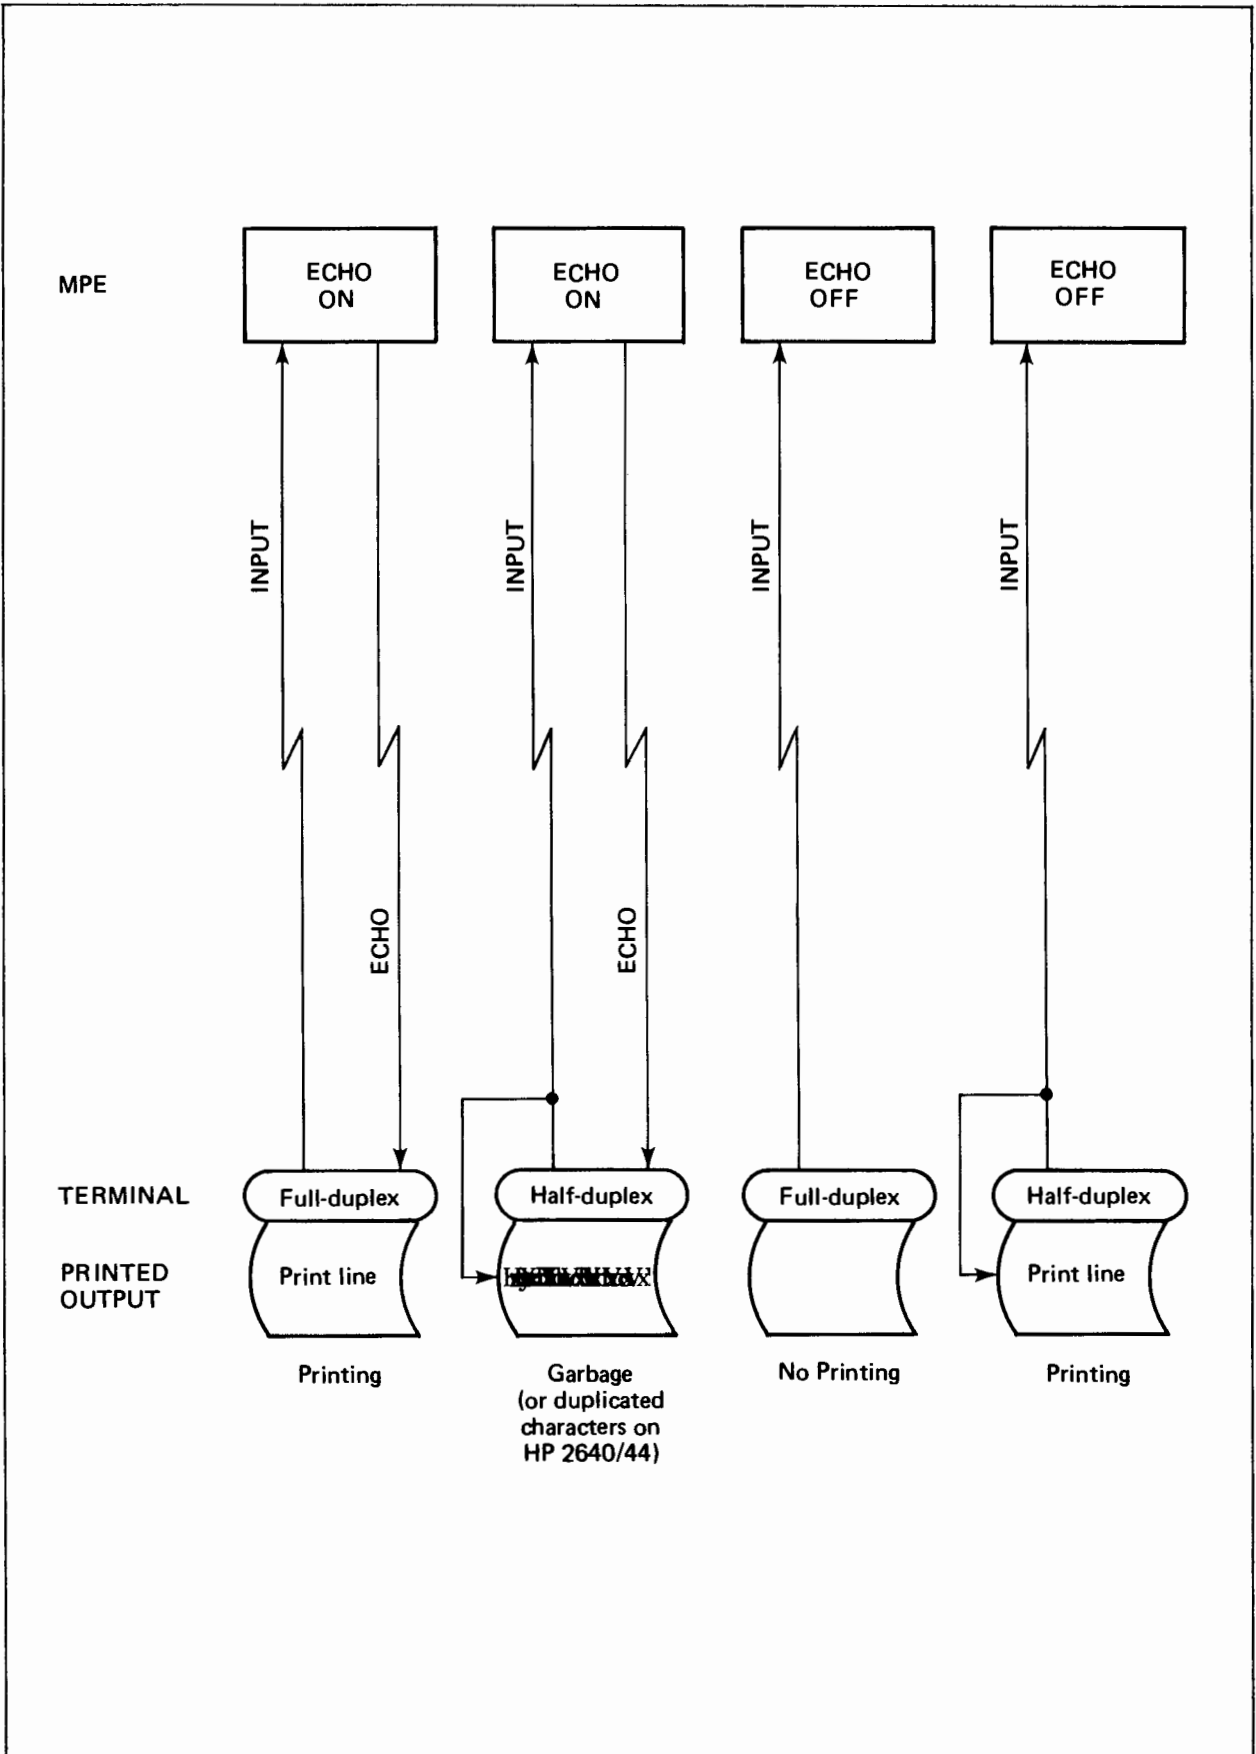 MPE
ECHO
ON
ECHO
ON
ECHO
OFF
ECHO
OFF
INPUT
INPUT
INPUT
INPUT
ECHO
ECHO
TERMINAL
Full-duplex
Half-duplex
Full-duplex
Half-duplex
PRINTED
OUTPUT
Print line
Print line
Printing
Garbage
(or duplicated
characters on
HP 2640/44)
No Printing
Printing